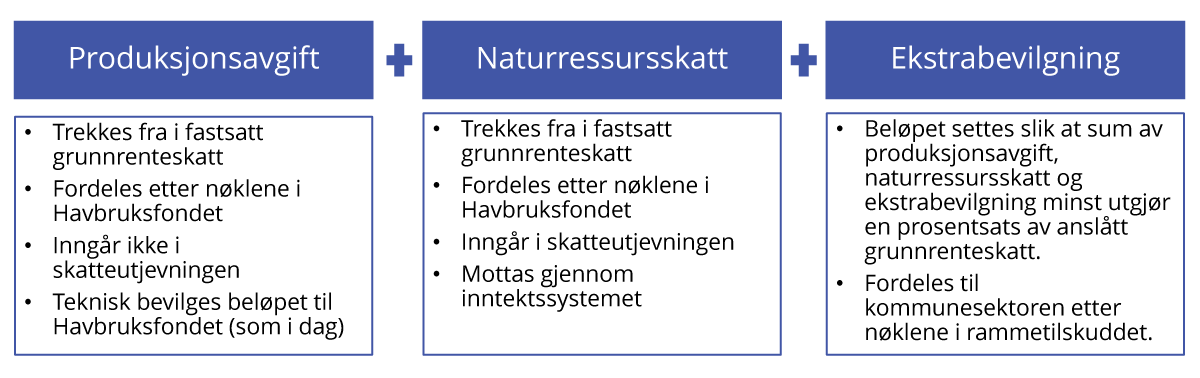 Produksjonsavgift
+
Naturressursskatt
+
Ekstrabevilgning
• Trekkes fra i fastsatt
grunnrenteskatt
• Fordeles etter nøklene i
Havbruksfondet
• Inngår ikke i
skatteutjevningen
• Teknisk bevilges beløpet til
Havbruksfondet (som i dag)
• Trekkes fra i fastsatt
grunnrenteskatt
• Fordeles etter nøklene i
Havbruksfondet
• Inngår i skatteutjevningen
• Mottas gjennom
inntektssystemet
• Beløpet settes slik at sum av
produksjonsavgift,
naturressursskatt og
ekstrabevilgning minst utgjør
en prosentsats av anslått
grunnrenteskatt.
• Fordeles til
kommunesektoren etter
nøklene i rammetilskuddet.